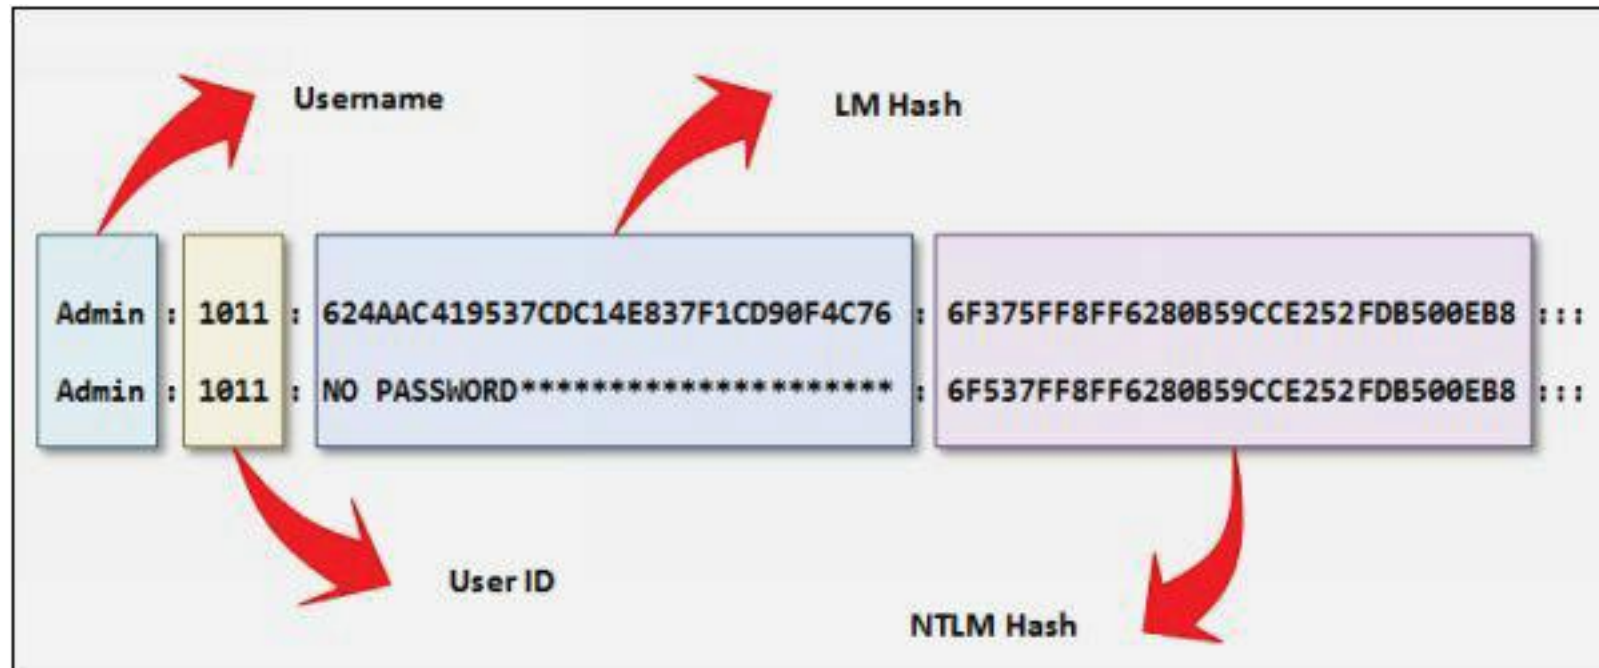 Username
LM Hash
Admin : 1011 : 624AAC419537CDC14E837F1CD90F4C76 : 6F375FF8FF6280B59CCE252FDB500EB8 :::
Admin : 1011 : NO PASSWORD********************* : 6F537FF8FF6280B59CCE252FDB500EB8 :::
User ID
NTLM Hash